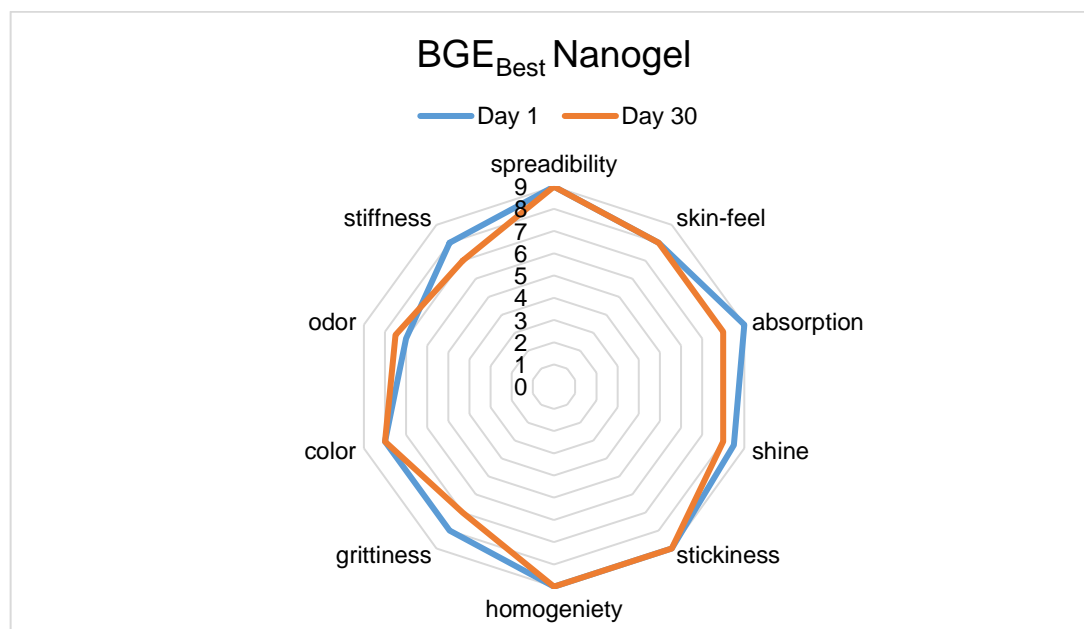 BGEBest Nanogel
Day 1 Day 30
spreadibility
skin-feel
absorption
shine
stickiness
homogeniety
grittiness
color
odor
stiffness
9
8
7
6
5
4
3
2
1
0